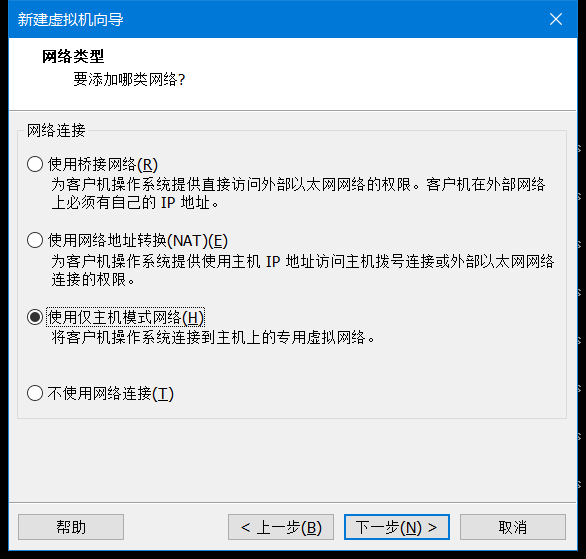 新建虚拟机向导
网络类型
要添加哪类网络?
网络连接
使用桥接网络(R)
为客户机操作系统提供直接访问外部以太网网络的权限。客户机在外部网络
上必须有自己的 IP 地址。
使用网络地址转换(NAT)(E)
为客户机操作系统提供使用主机 IP 地址访问主机拨号连接或外部以太网网络
连接的权限。
使用仅主机模式网络(H)
将客户机操作系统连接到主机上的专用虚拟网络。
不使用网络连接(T)
帮助
< 上一步(B)
下一步(N) >
取消